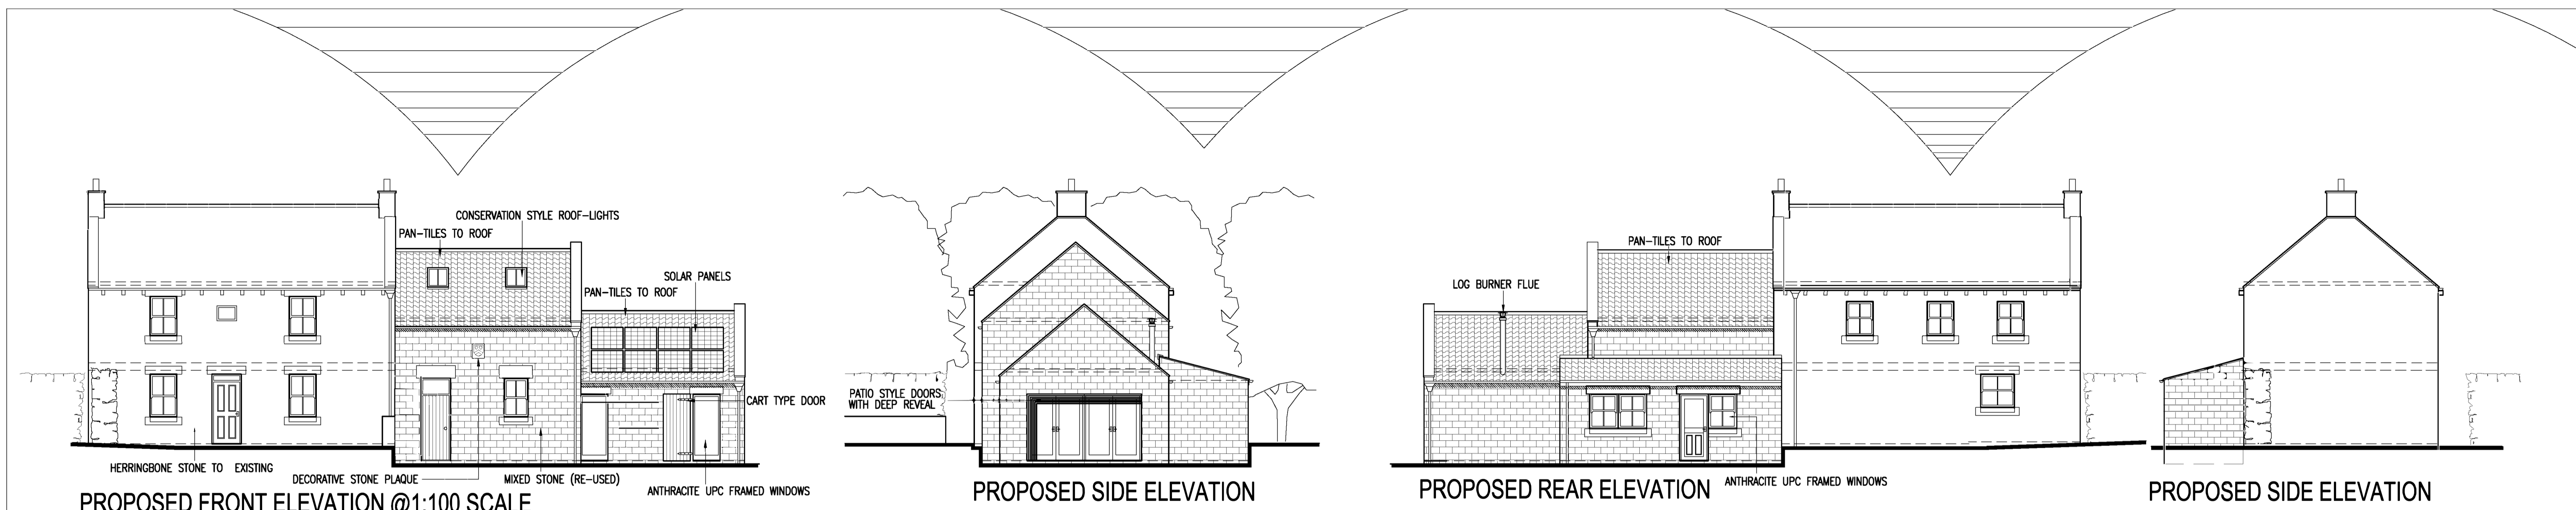 CONSERVATION STYLE ROOF-LIGHTS
PAN-TILES TO ROOF
SOLAR PANELS
PAN-TILES TO ROOF
CART TYPE DOOR
HERRINGBONE STONE TO EXISTING
DECORATIVE STONE PLAQUE
MIXED STONE (RE-USED)
ANTHRACITE UPC FRAMED WINDOWS
PROPOSED FRONT ELEVATION @1:100 SCALE
PATIO STYLE DOORS
WITH DEEP REVEAL
PROPOSED SIDE ELEVATION
PAN-TILES TO ROOF
LOG BURNER FLUE
ANTHRACITE UPC FRAMED WINDOWS
PROPOSED REAR ELEVATION
PROPOSED SIDE ELEVATION